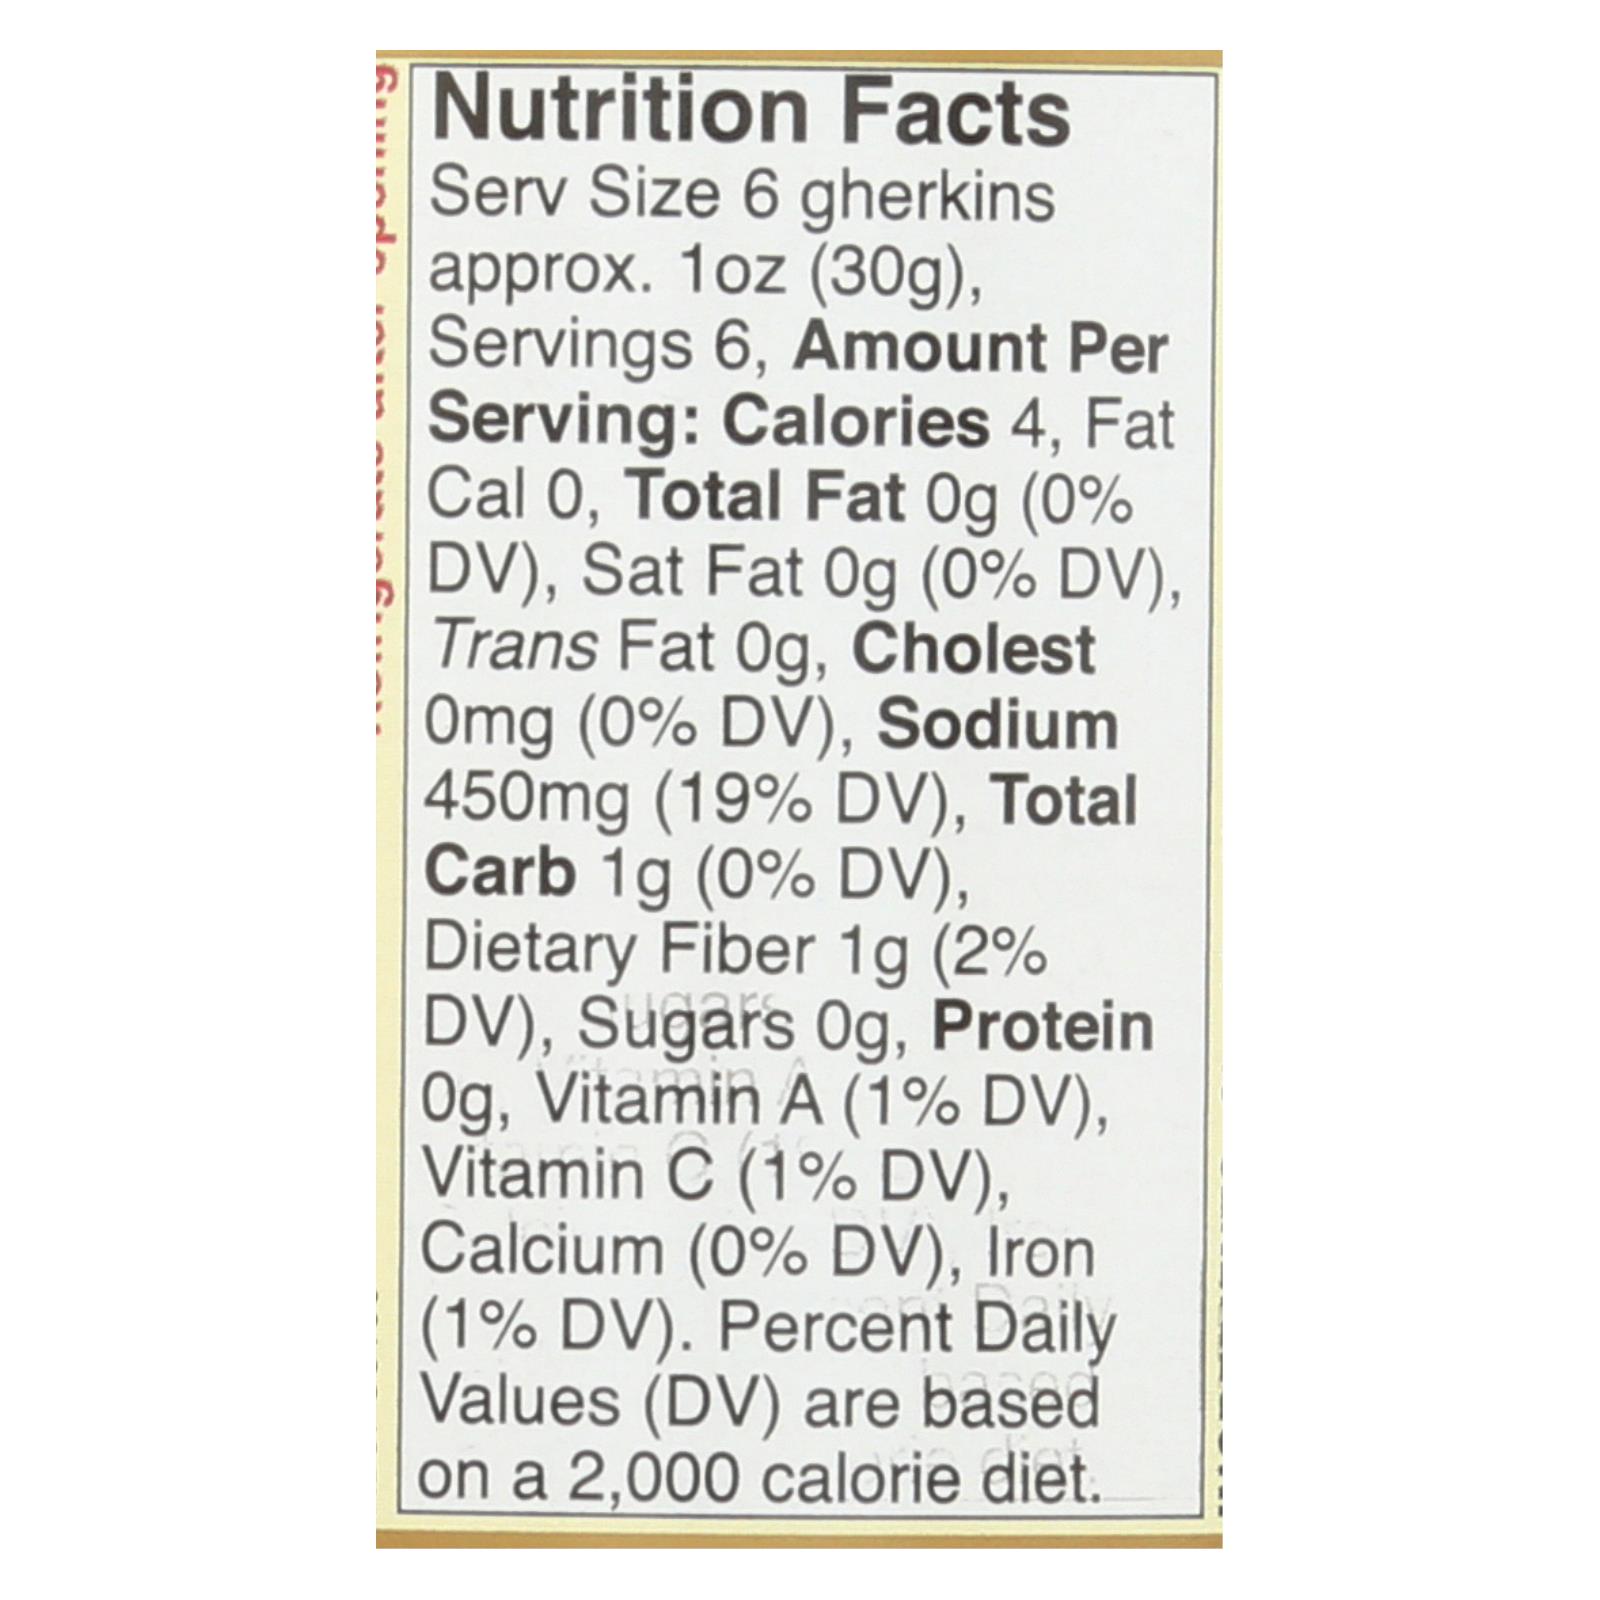 Nutrition Facts
Serv Size 6 gherkins
approx. 1oz (30g),
Servings 6, Amount Per
Serving: Calories 4, Fat
Cal 0, Total Fat 0g (0%
DV), Sat Fat 0g (0% DV),
Trans Fat 0g, Cholest
0mg (0% DV), Sodium
450mg (19% DV), Total
Carb 1g (0% DV),
Dietary Fiber 1g (2%
DV), Sugars 0g, Protein
0g, Vitamin A (1% DV),
Vitamin C (1% DV),
Calcium (0% DV), Iron
(1% DV). Percent Daily
Values (DV) are based
on a 2,000 calorie diet.